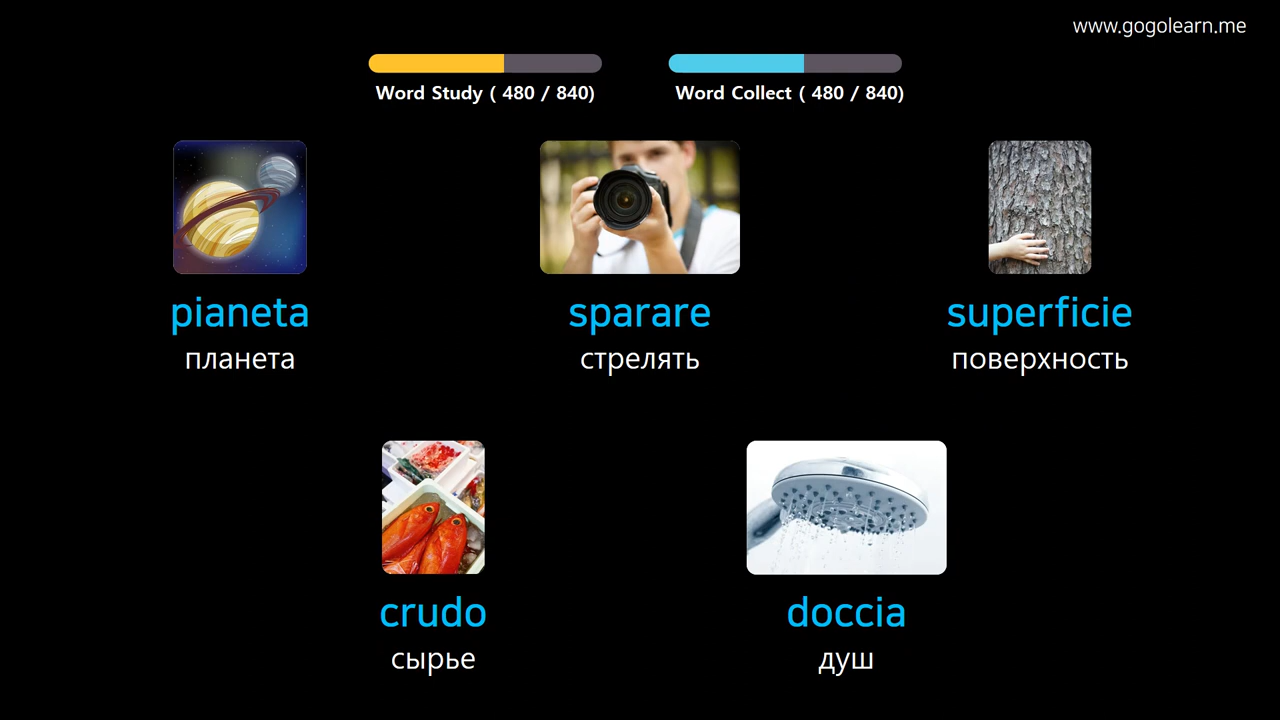 www.gogolearn.me
Word Study ( 480 / 840)
Word Collect ( 480 / 840)
pianeta
планета
sparare
стрелять
superficie
поверхность
crudo
сырье
doccia
душ